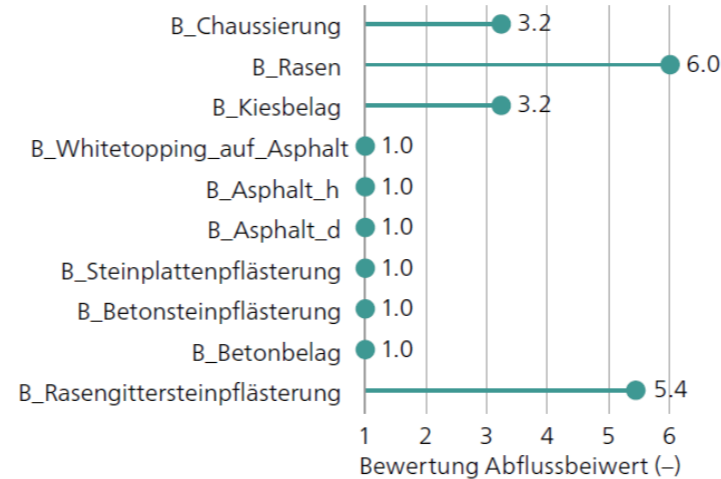 B_Chaussierung 3.2
B_Rasen 6.0
B_Kiesbelag 3.2
B_Whitetopping_auf_Asphalt 1.0
B_Asphalt_h 1.0
B_Asphalt_d 1.0
B_Steinplattenpflästerung 1.0
B_Betonsteinpflästerung 1.0
B_Betonbelag 1.0
B_Rasengittersteinpflästerung 5.4
1 2 3 4 5 6
Bewertung Abflussbeiwert (–)